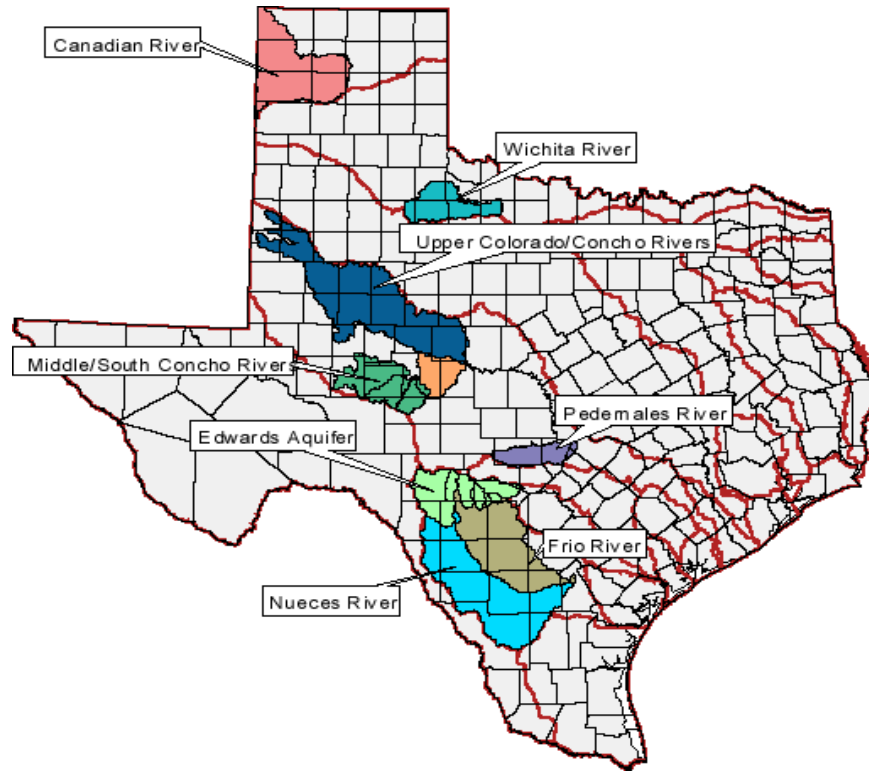 Canadian River
Wichita River
Upper Colorado/Concho Rivers
Middle/South Concho Rivers
Pedemales River
Edwards Aquifer
Frio River
Nueces River